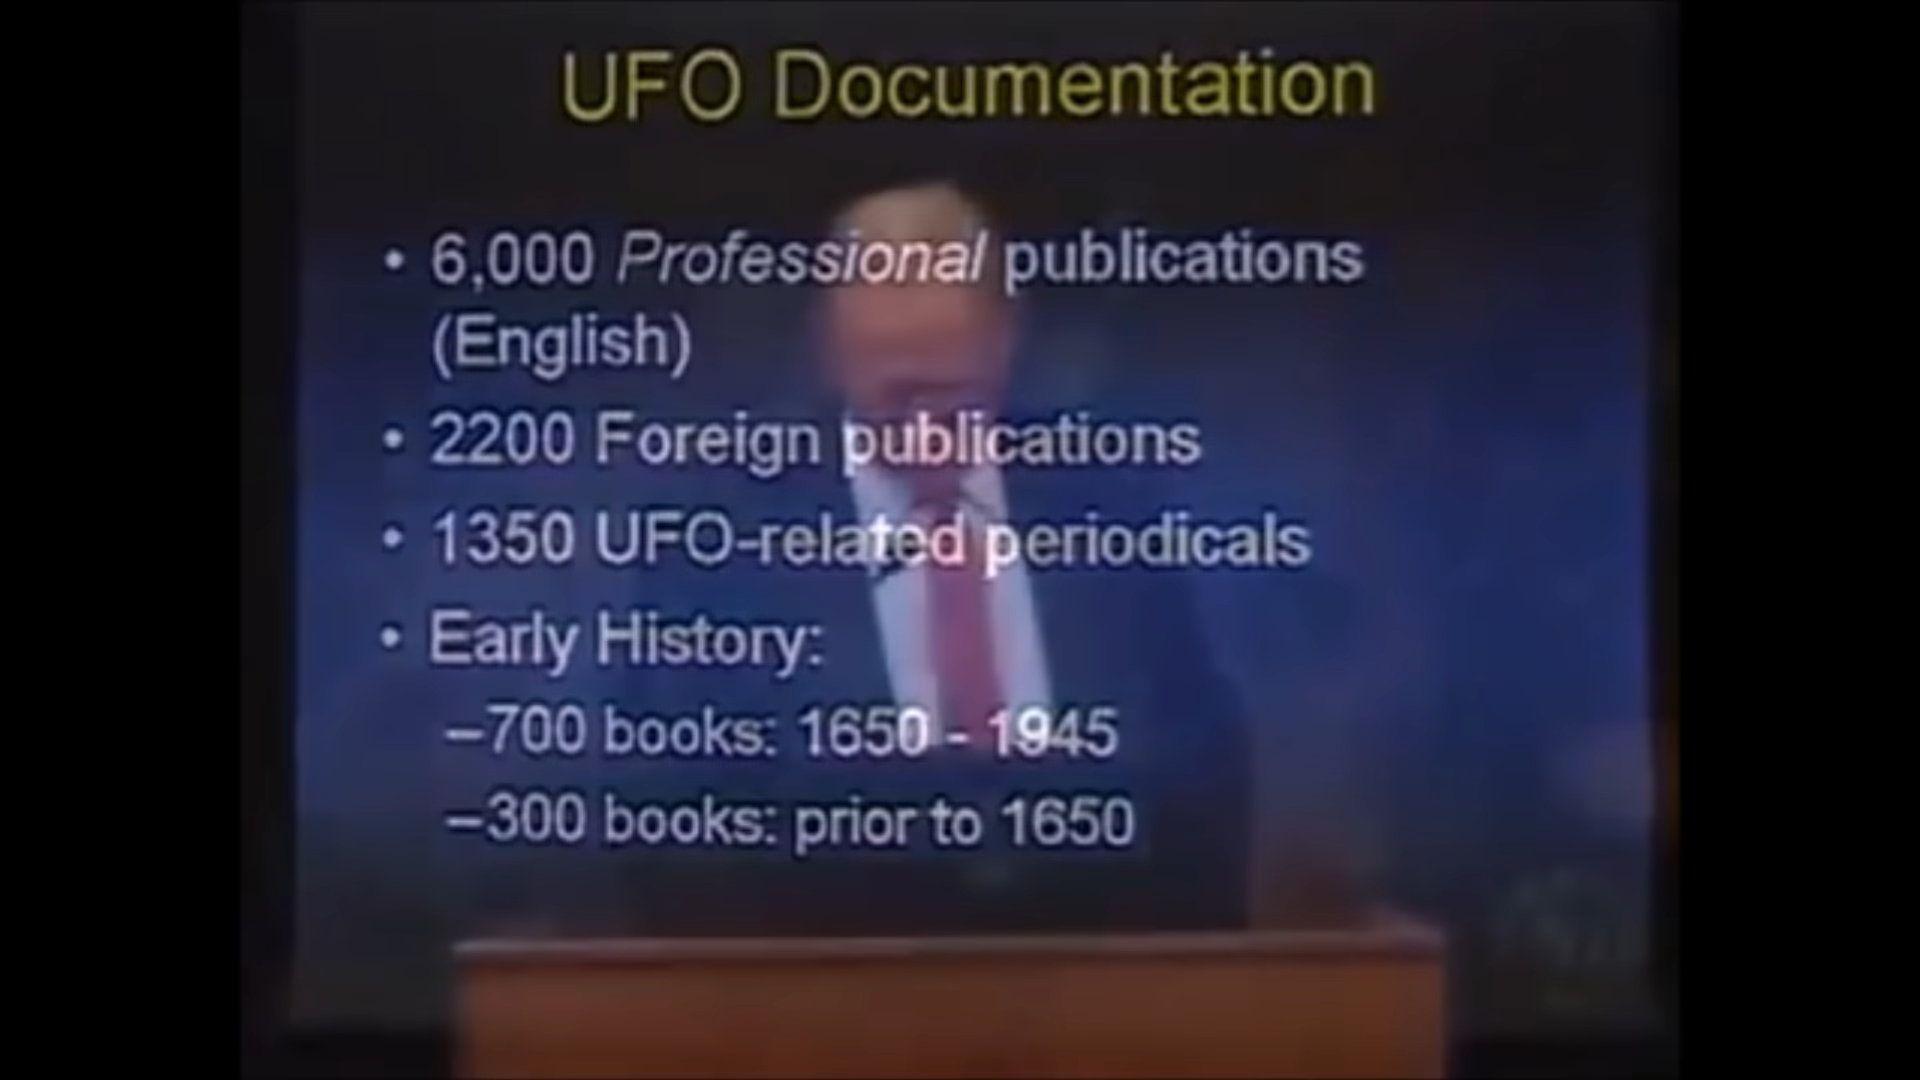 UFO Documentation
• 6,000 Professional publications
(English)
• 2200 Foreign publications
• 1350 UFO-related periodicals
• Early History:
–700 books: 1650 - 1945
–300 books: prior to 1650